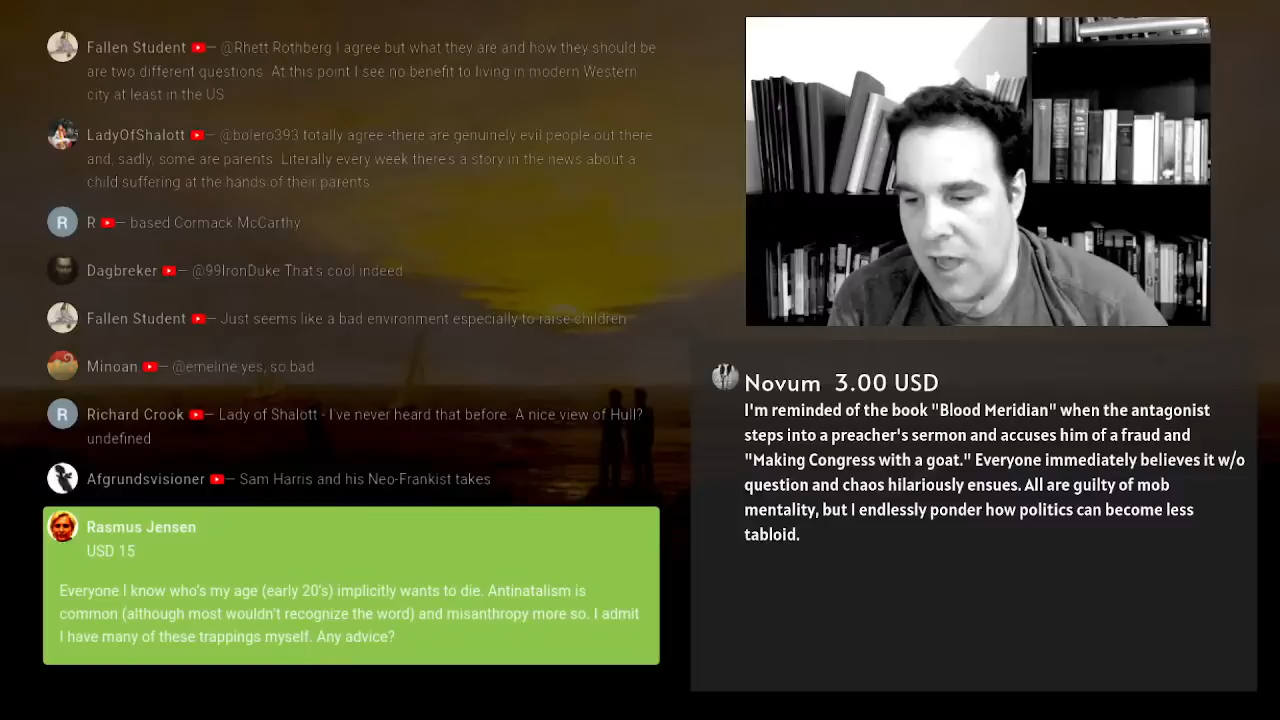 Fallen Student — @Rhett Rothberg I agree but what they are and how they should be
are two different questions. At this point I see no benefit to living in modern Western
city at least in the US
LadyOfShalott — @bolero393 totally agree -there are genuinely evil people out there
and, sadly, some are parents. Literally every week there's a story in the news about a
child suffering at the hands of their parents
R
R — based Cormack McCarthy
Dagbreker — @99IronDuke That's cool indeed
Fallen Student — Just seems like a bad environment especially to raise children
Minoan — @emeline yes, so bad
R
Richard Crook — Lady of Shalott - I've never heard that before. A nice view of Hull?
undefined
Afgrundsvisioner — Sam Harris and his Neo-Frankist takes
Rasmus Jensen
USD 15
Everyone I know who's my age (early 20's) implicitly wants to die. Antinatalism is
common (although most wouldn't recognize the word) and misanthropy more so. I admit
I have many of these trappings myself. Any advice?
Novum 3.00 USD
I'm reminded of the book "Blood Meridian" when the antagonist
steps into a preacher's sermon and accuses him of a fraud and
"Making Congress with a goat." Everyone immediately believes it w/o
question and chaos hilariously ensues. All are guilty of mob
mentality, but I endlessly ponder how politics can become less
tabloid.